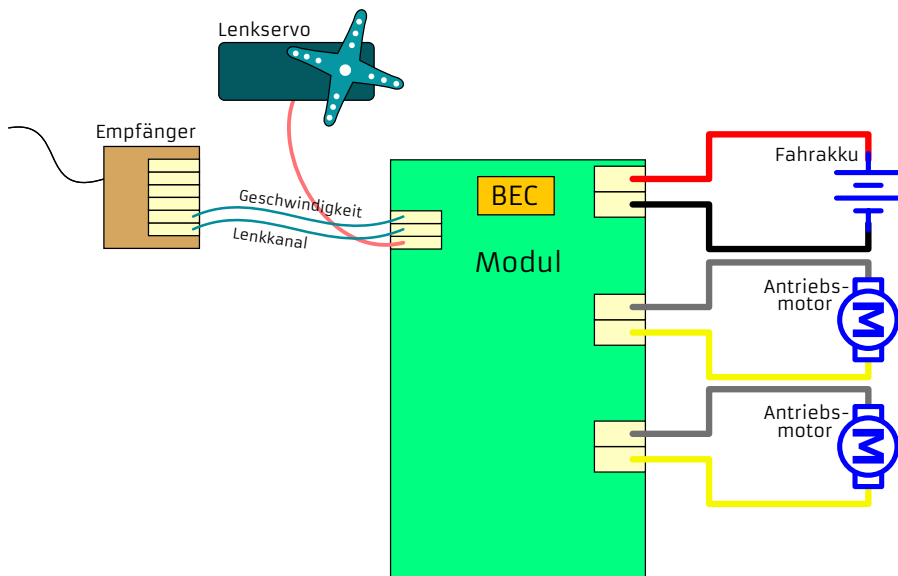 Lenkservo
Empfänger
Fahrakku
Geschwindigkeit
BEC
Lenkkanal
Modul
Antriebs-
motor
M
Antriebs-
motor
M